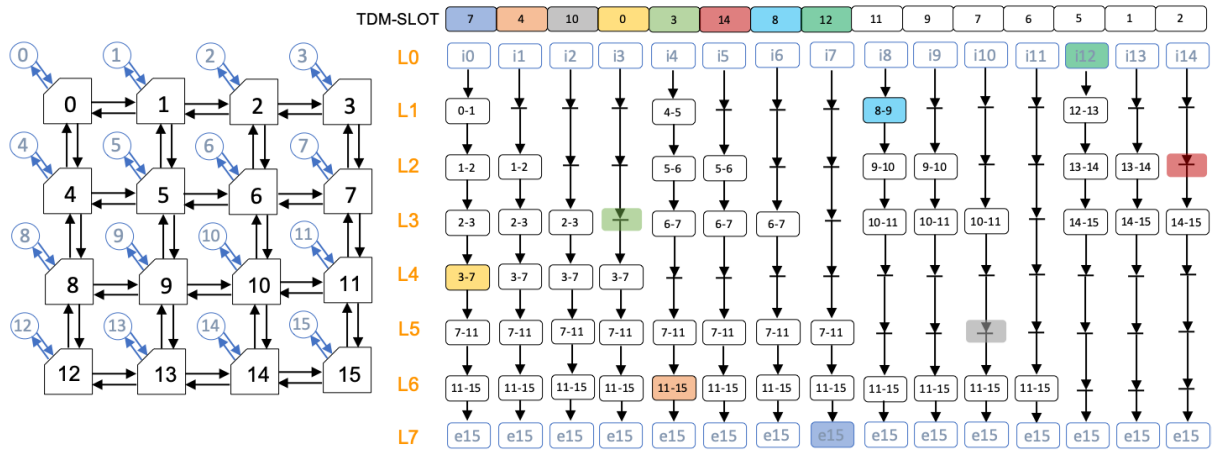 TDM-SLOT 7 4 10 0 3 14 8 12 11 9 7 6 5 1 2
0 1 2 3
0 1 2 3
4 5 6 7
4 5 6 7
8 9 10 11
8 9 10 11
12 13 14 15
12 13 14 15
L0 i0 i1 i2 i3 i4 i5 i6 i7 i8 i9 i10 i11 i12 i13 i14
L1 0-1 4-5 8-9 12-13
L2 1-2 1-2 5-6 5-6 9-10 9-10 13-14 13-14
L3 2-3 2-3 2-3 6-7 6-7 6-7 10-11 10-11 10-11 14-15 14-15 14-15
L4 3-7 3-7 3-7 3-7
L5 7-11 7-11 7-11 7-11 7-11 7-11 7-11 7-11
L6 11-15 11-15 11-15 11-15 11-15 11-15 11-15 11-15 11-15 11-15 11-15 11-15
L7 e15 e15 e15 e15 e15 e15 e15 e15 e15 e15 e15 e15 e15 e15 e15